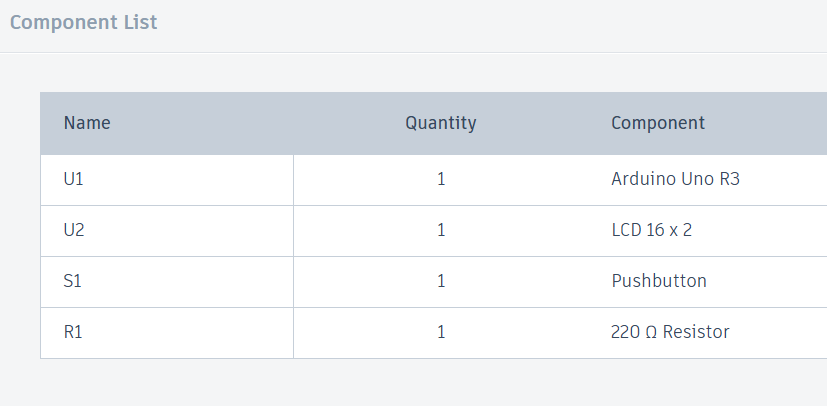 Component List
Name Quantity Component
U1 1 Arduino Uno R3
U2 1 LCD 16 x 2
S1 1 Pushbutton
R1 1 220 Ω Resistor